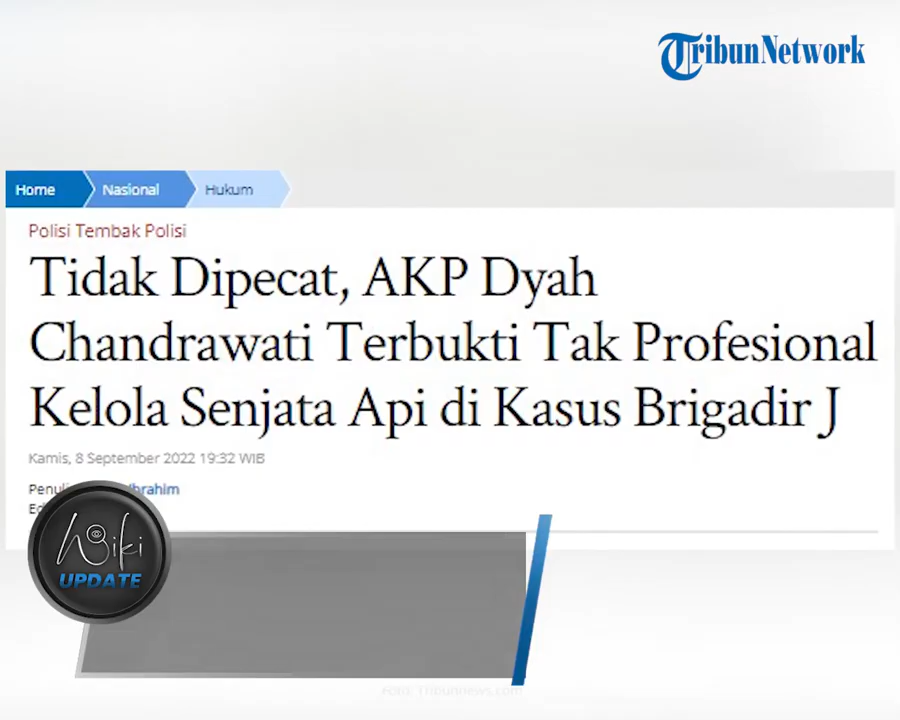 TribunNetwork
Home Nasional Hukum
Polisi Tembak Polisi
Tidak Dipecat, AKP Dyah
Chandrawati Terbukti Tak Profesional
Kelola Senjata Api di Kasus Brigadir J
Kamis, 8 September 2022 19:32 WIB
Wiki
UPDATE
Foto: Tribunnews.com